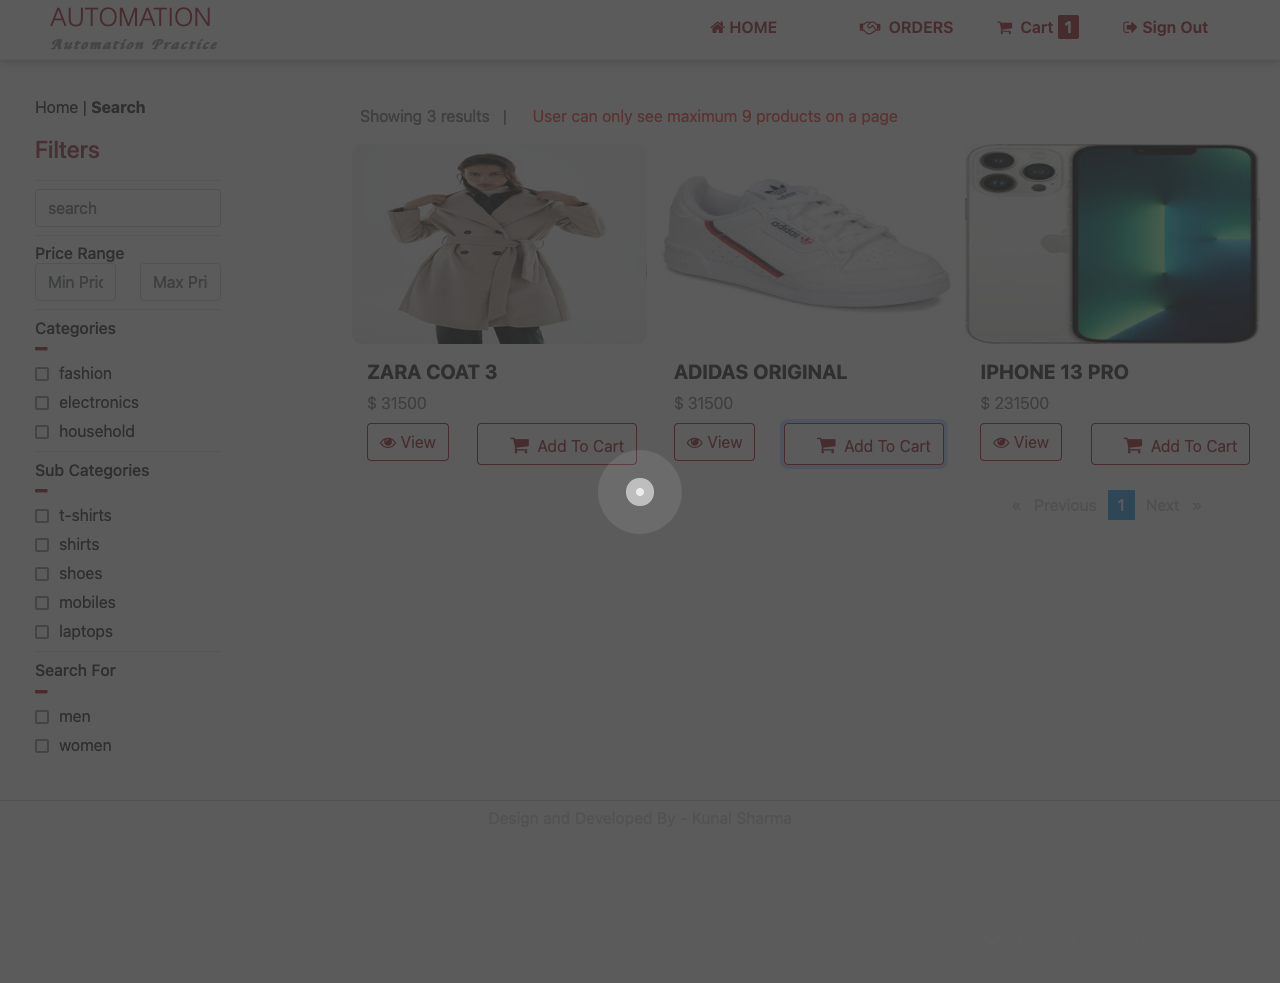 AUTOMATION
Automation Practice
HOME
ORDERS
Cart 1
Sign Out
Home | Search
Showing 3 results |
User can only see maximum 9 products on a page
Filters
search
Price Range
Min Pric
Max Pri
Categories
fashion
electronics
household
Sub Categories
t-shirts
shirts
shoes
mobiles
laptops
Search For
men
women
adidas
ZARA COAT 3
$ 31500
View
Add To Cart
ADIDAS ORIGINAL
$ 31500
View
Add To Cart
IPHONE 13 PRO
$ 231500
View
Add To Cart
« Previous 1 Next »
Design and Developed By - Kunal Sharma